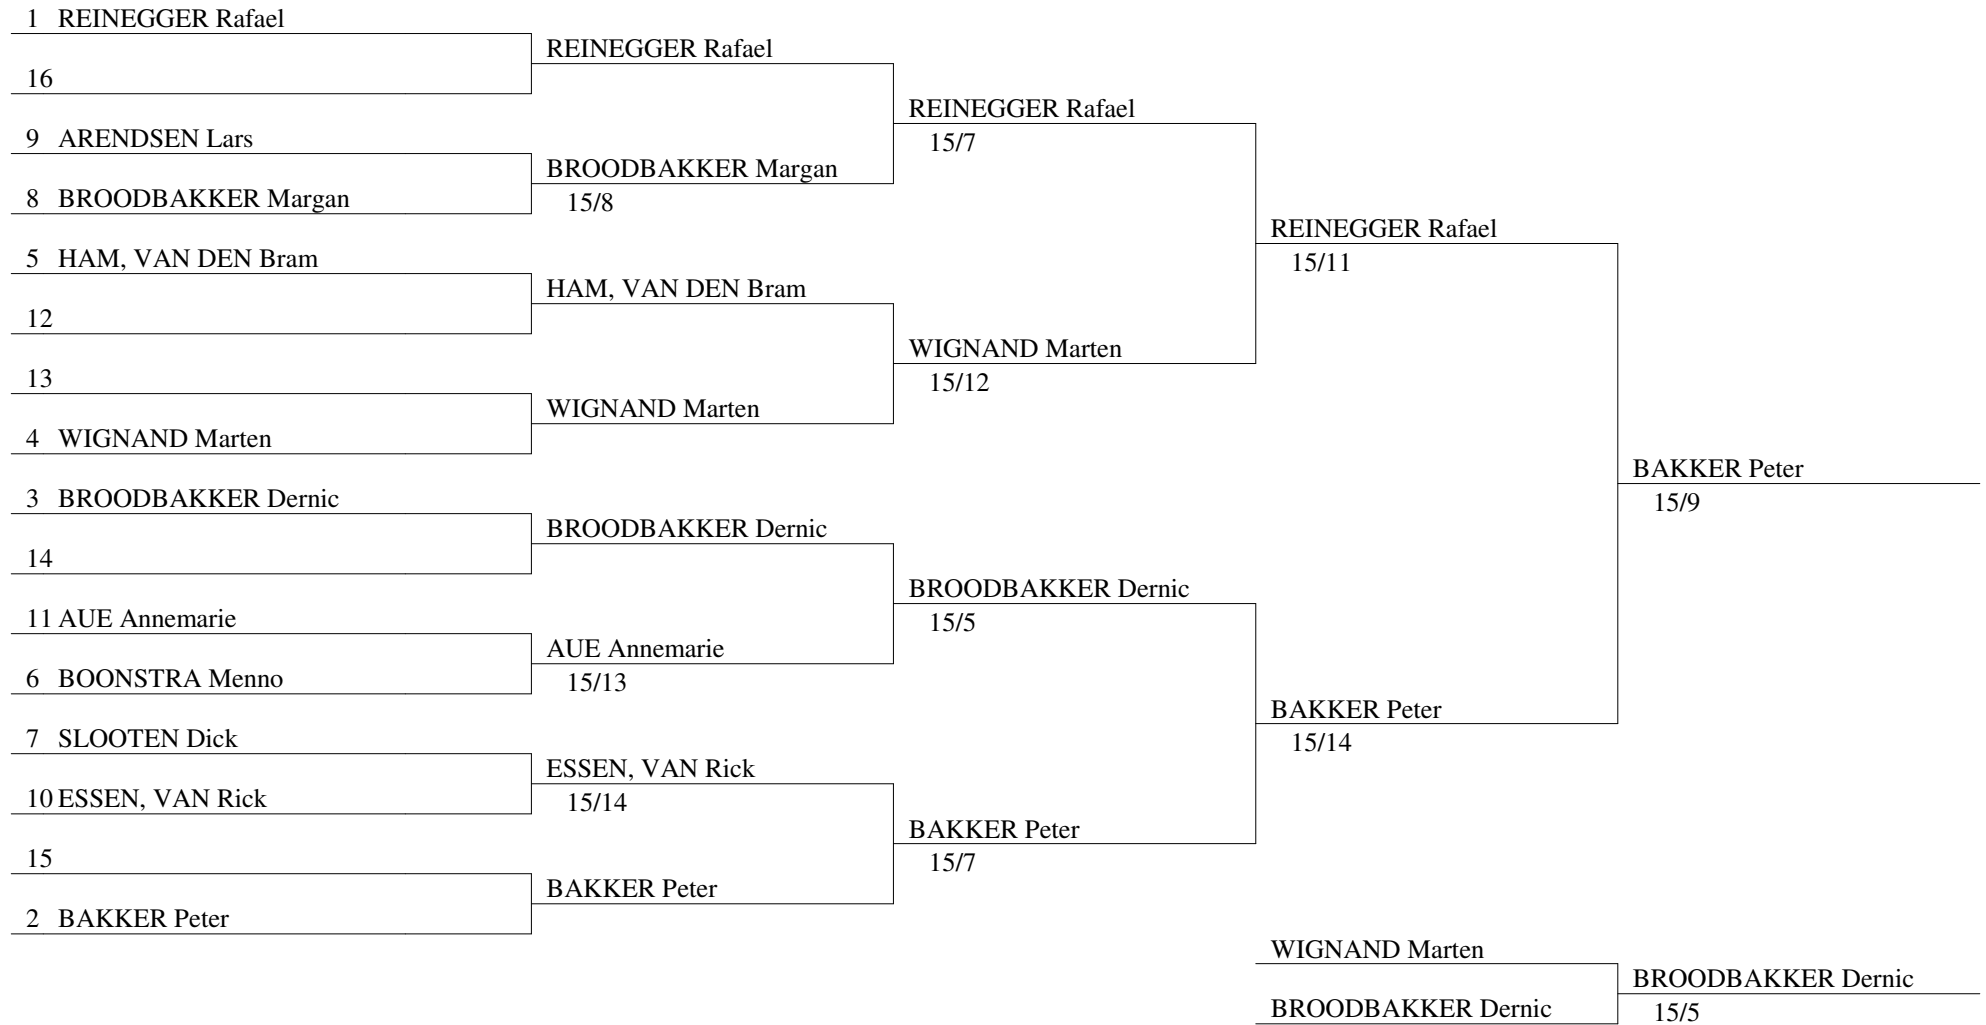 1 REINEGGER Rafael
16
9 ARENDSEN Lars
8 BROODBAKKER Margan
5 HAM, VAN DEN Bram
12
13
4 WIGNAND Marten
3 BROODBAKKER Dernic
14
11 AUE Annemarie
6 BOONSTRA Menno
7 SLOOTEN Dick
10 ESSEN, VAN Rick
15
2 BAKKER Peter
REINEGGER Rafael
BROODBAKKER Margan
15/8
HAM, VAN DEN Bram
WIGNAND Marten
BROODBAKKER Dernic
AUE Annemarie
15/13
ESSEN, VAN Rick
15/14
BAKKER Peter
REINEGGER Rafael
15/7
WIGNAND Marten
15/12
BROODBAKKER Dernic
15/5
BAKKER Peter
15/7
REINEGGER Rafael
15/11
BAKKER Peter
15/14
BAKKER Peter
15/9
WIGNAND Marten
BROODBAKKER Dernic
BROODBAKKER Dernic
15/5